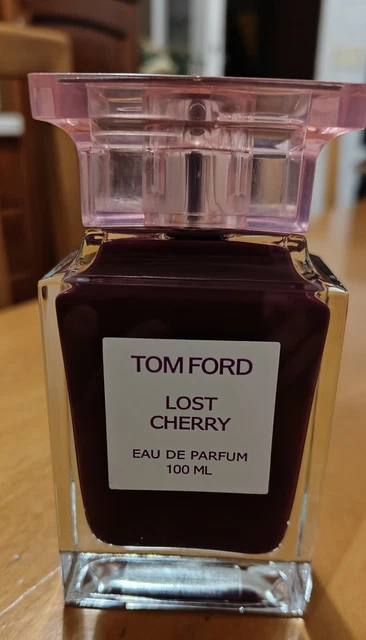 TOM FORD
LOST
CHERRY
EAU DE PARFUM
100 ML